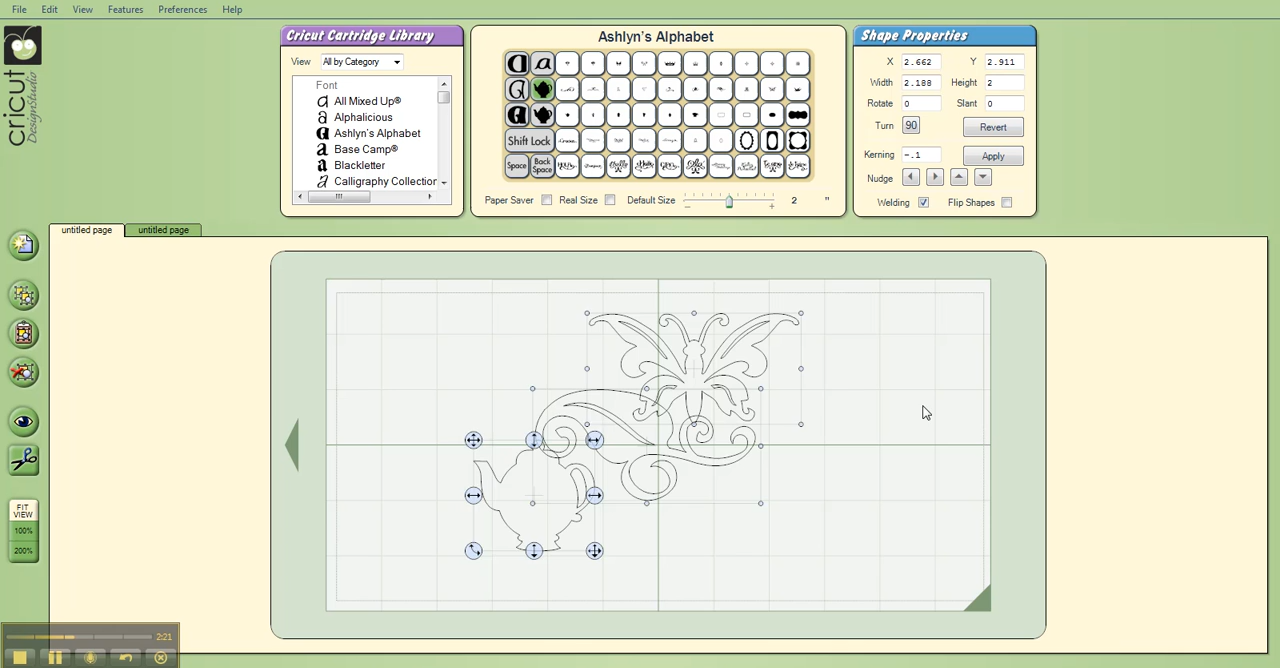 File Edit View Features Preferences Help
cricut
DesignStudio
Cricut Cartridge Library
View All by Category
Font
All Mixed Up®
Alphalicious
Ashlyn's Alphabet
Base Camp®
Blackletter
Calligraphy Collection
Ashlyn's Alphabet
Shift Lock
Space Back Space
Paper Saver Real Size Default Size 2 "
Shape Properties
X 2.662 Y 2.911
Width 2.188 Height 2
Rotate 0 Slant 0
Turn 90 Revert
Kerning -.1 Apply
Nudge
Welding Flip Shapes
untitled page untitled page
FIT VIEW
100%
200%
2:21